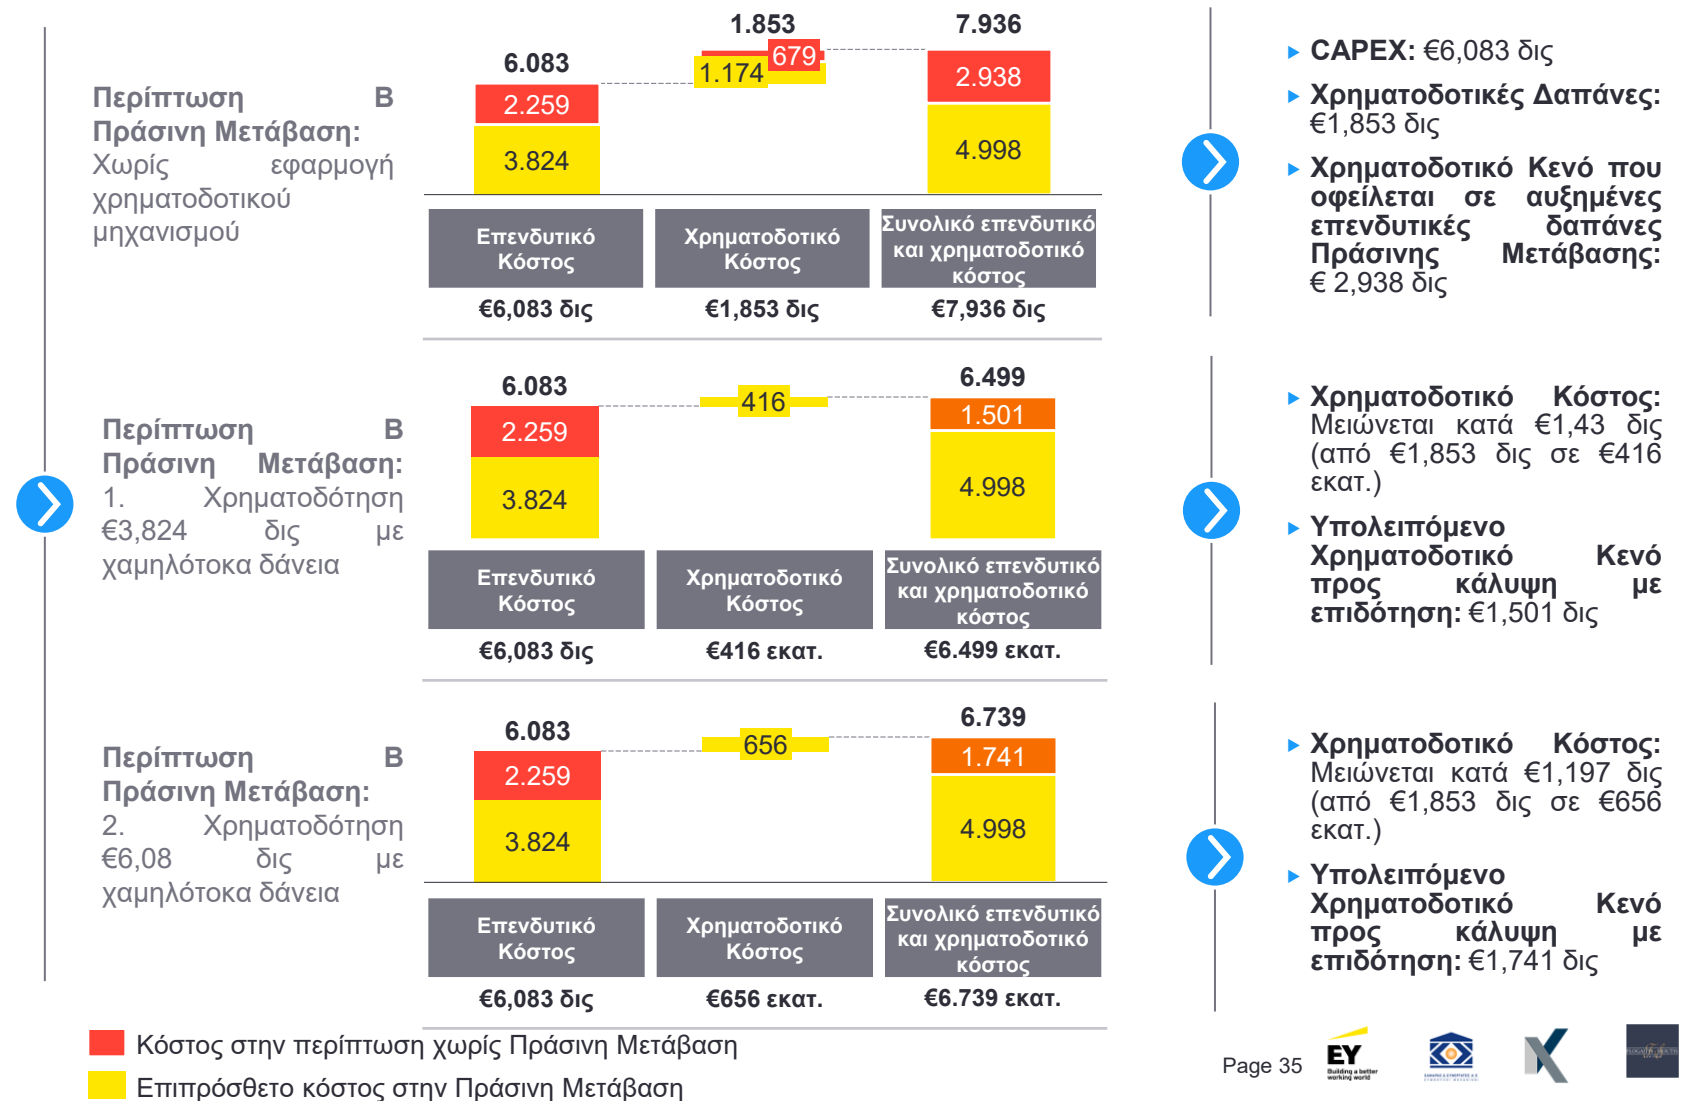 Περίπτωση Β
Πράσινη Μετάβαση:
Χωρίς εφαρμογή
χρηματοδοτικού
μηχανισμού
6.083
2.259
3.824
1.853
679
1.174
7.936
2.938
4.998
Επενδυτικό
Κόστος
Χρηματοδοτικό
Κόστος
Συνολικό επενδυτικό
και χρηματοδοτικό
κόστος
€6,083 δις
€1,853 δις
€7,936 δις
▸ CAPEX: €6,083 δις
▸ Χρηματοδοτικές Δαπάνες:
€1,853 δις
▸ Χρηματοδοτικό Κενό που
οφείλεται σε αυξημένες
επενδυτικές δαπάνες
Πράσινης Μετάβασης:
€ 2,938 δις
Περίπτωση Β
Πράσινη Μετάβαση:
1. Χρηματοδότηση
€3,824 δις με
χαμηλότοκα δάνεια
6.083
2.259
3.824
416
6.499
1.501
4.998
Επενδυτικό
Κόστος
Χρηματοδοτικό
Κόστος
Συνολικό επενδυτικό
και χρηματοδοτικό
κόστος
€6,083 δις
€416 εκατ.
€6.499 εκατ.
▸ Χρηματοδοτικό Κόστος:
Μειώνεται κατά €1,43 δις
(από €1,853 δις σε €416
εκατ.)
▸ Υπολειπόμενο
Χρηματοδοτικό Κενό
προς κάλυψη με
επιδότηση: €1,501 δις
Περίπτωση Β
Πράσινη Μετάβαση:
2. Χρηματοδότηση
€6,08 δις με
χαμηλότοκα δάνεια
6.083
2.259
3.824
656
6.739
1.741
4.998
Επενδυτικό
Κόστος
Χρηματοδοτικό
Κόστος
Συνολικό επενδυτικό
και χρηματοδοτικό
κόστος
€6,083 δις
€656 εκατ.
€6.739 εκατ.
▸ Χρηματοδοτικό Κόστος:
Μειώνεται κατά €1,197 δις
(από €1,853 δις σε €656
εκατ.)
▸ Υπολειπόμενο
Χρηματοδοτικό Κενό
προς κάλυψη με
επιδότηση: €1,741 δις
Κόστος στην περίπτωση χωρίς Πράσινη Μετάβαση
Επιπρόσθετο κόστος στην Πράσινη Μετάβαση
Page 35
EY
Building a better
working world